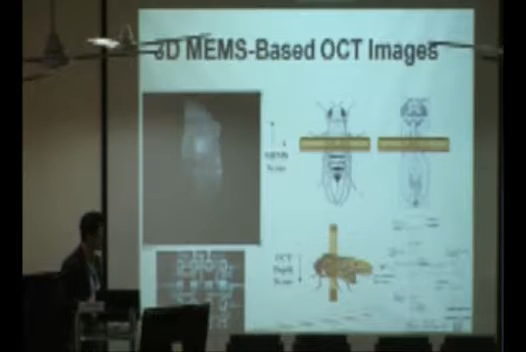 3D MEMS-Based OCT Images
MEMS
Scan
OCT
Depth
Scan